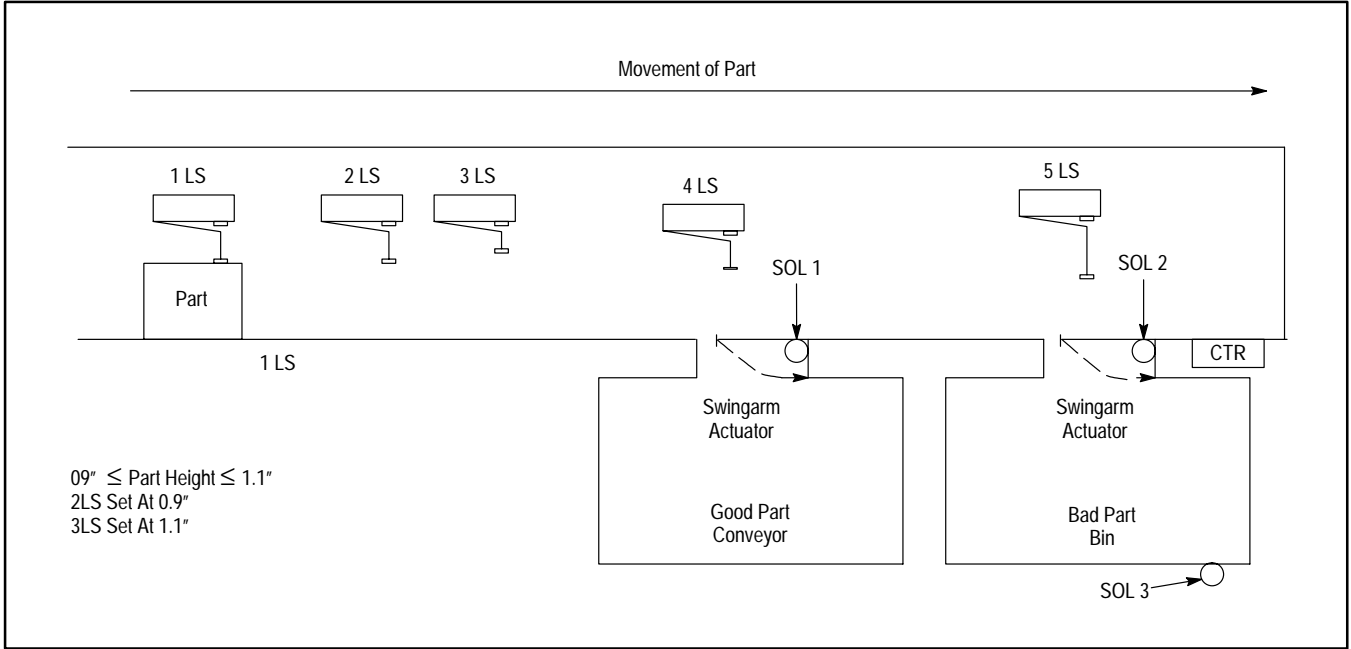 Movement of Part
1 LS
2 LS
3 LS
4 LS
5 LS
SOL 1
SOL 2
Part
1 LS
CTR
Swingarm
Actuator
Swingarm
Actuator
09″ ≤ Part Height ≤ 1.1″
2LS Set At 0.9″
3LS Set At 1.1″
Good Part
Conveyor
Bad Part
Bin
SOL 3